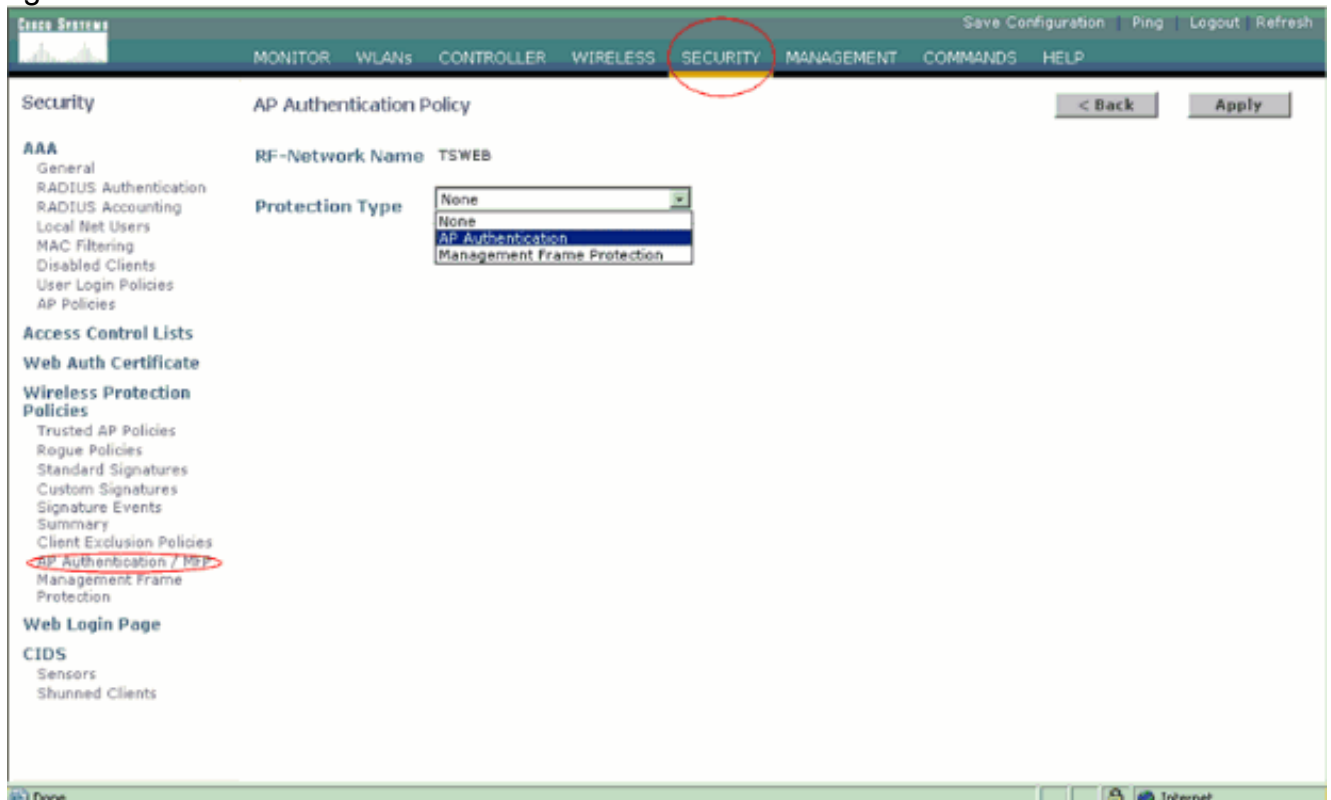 CISCO SYSTEMS
Save Configuration | Ping | Logout | Refresh
MONITOR WLANs CONTROLLER WIRELESS SECURITY MANAGEMENT COMMANDS HELP
Security
AAA
General
RADIUS Authentication
RADIUS Accounting
Local Net Users
MAC Filtering
Disabled Clients
User Login Policies
AP Policies
Access Control Lists
Web Auth Certificate
Wireless Protection
Policies
Trusted AP Policies
Rogue Policies
Standard Signatures
Custom Signatures
Signature Events
Summary
Client Exclusion Policies
AP Authentication / MFP
Management Frame
Protection
Web Login Page
CIDS
Sensors
Shunned Clients
AP Authentication Policy
< Back Apply
RF-Network Name TSWEB
Protection Type None
None
AP Authentication
Management Frame Protection
Done Internet